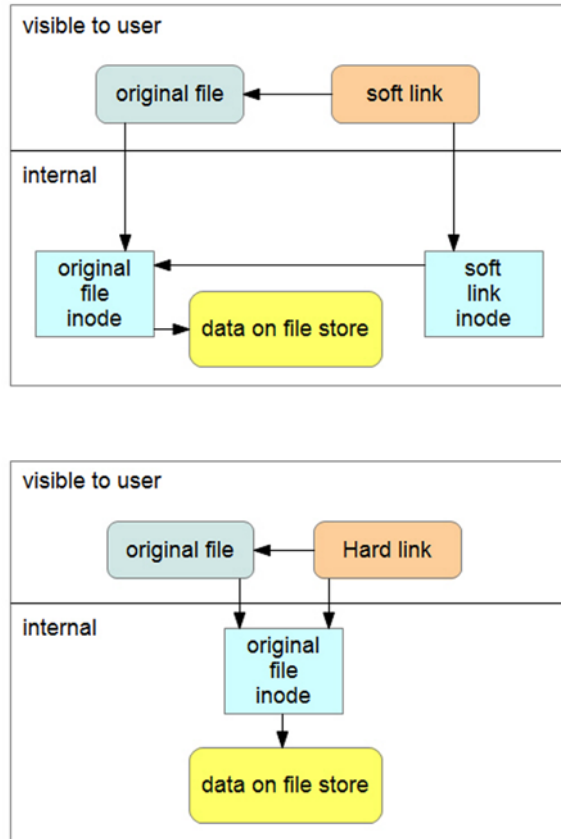 visible to user
original file
soft link
internal
original
file
inode
soft
link
inode
data on file store
visible to user
original file
Hard link
internal
original
file
inode
data on file store